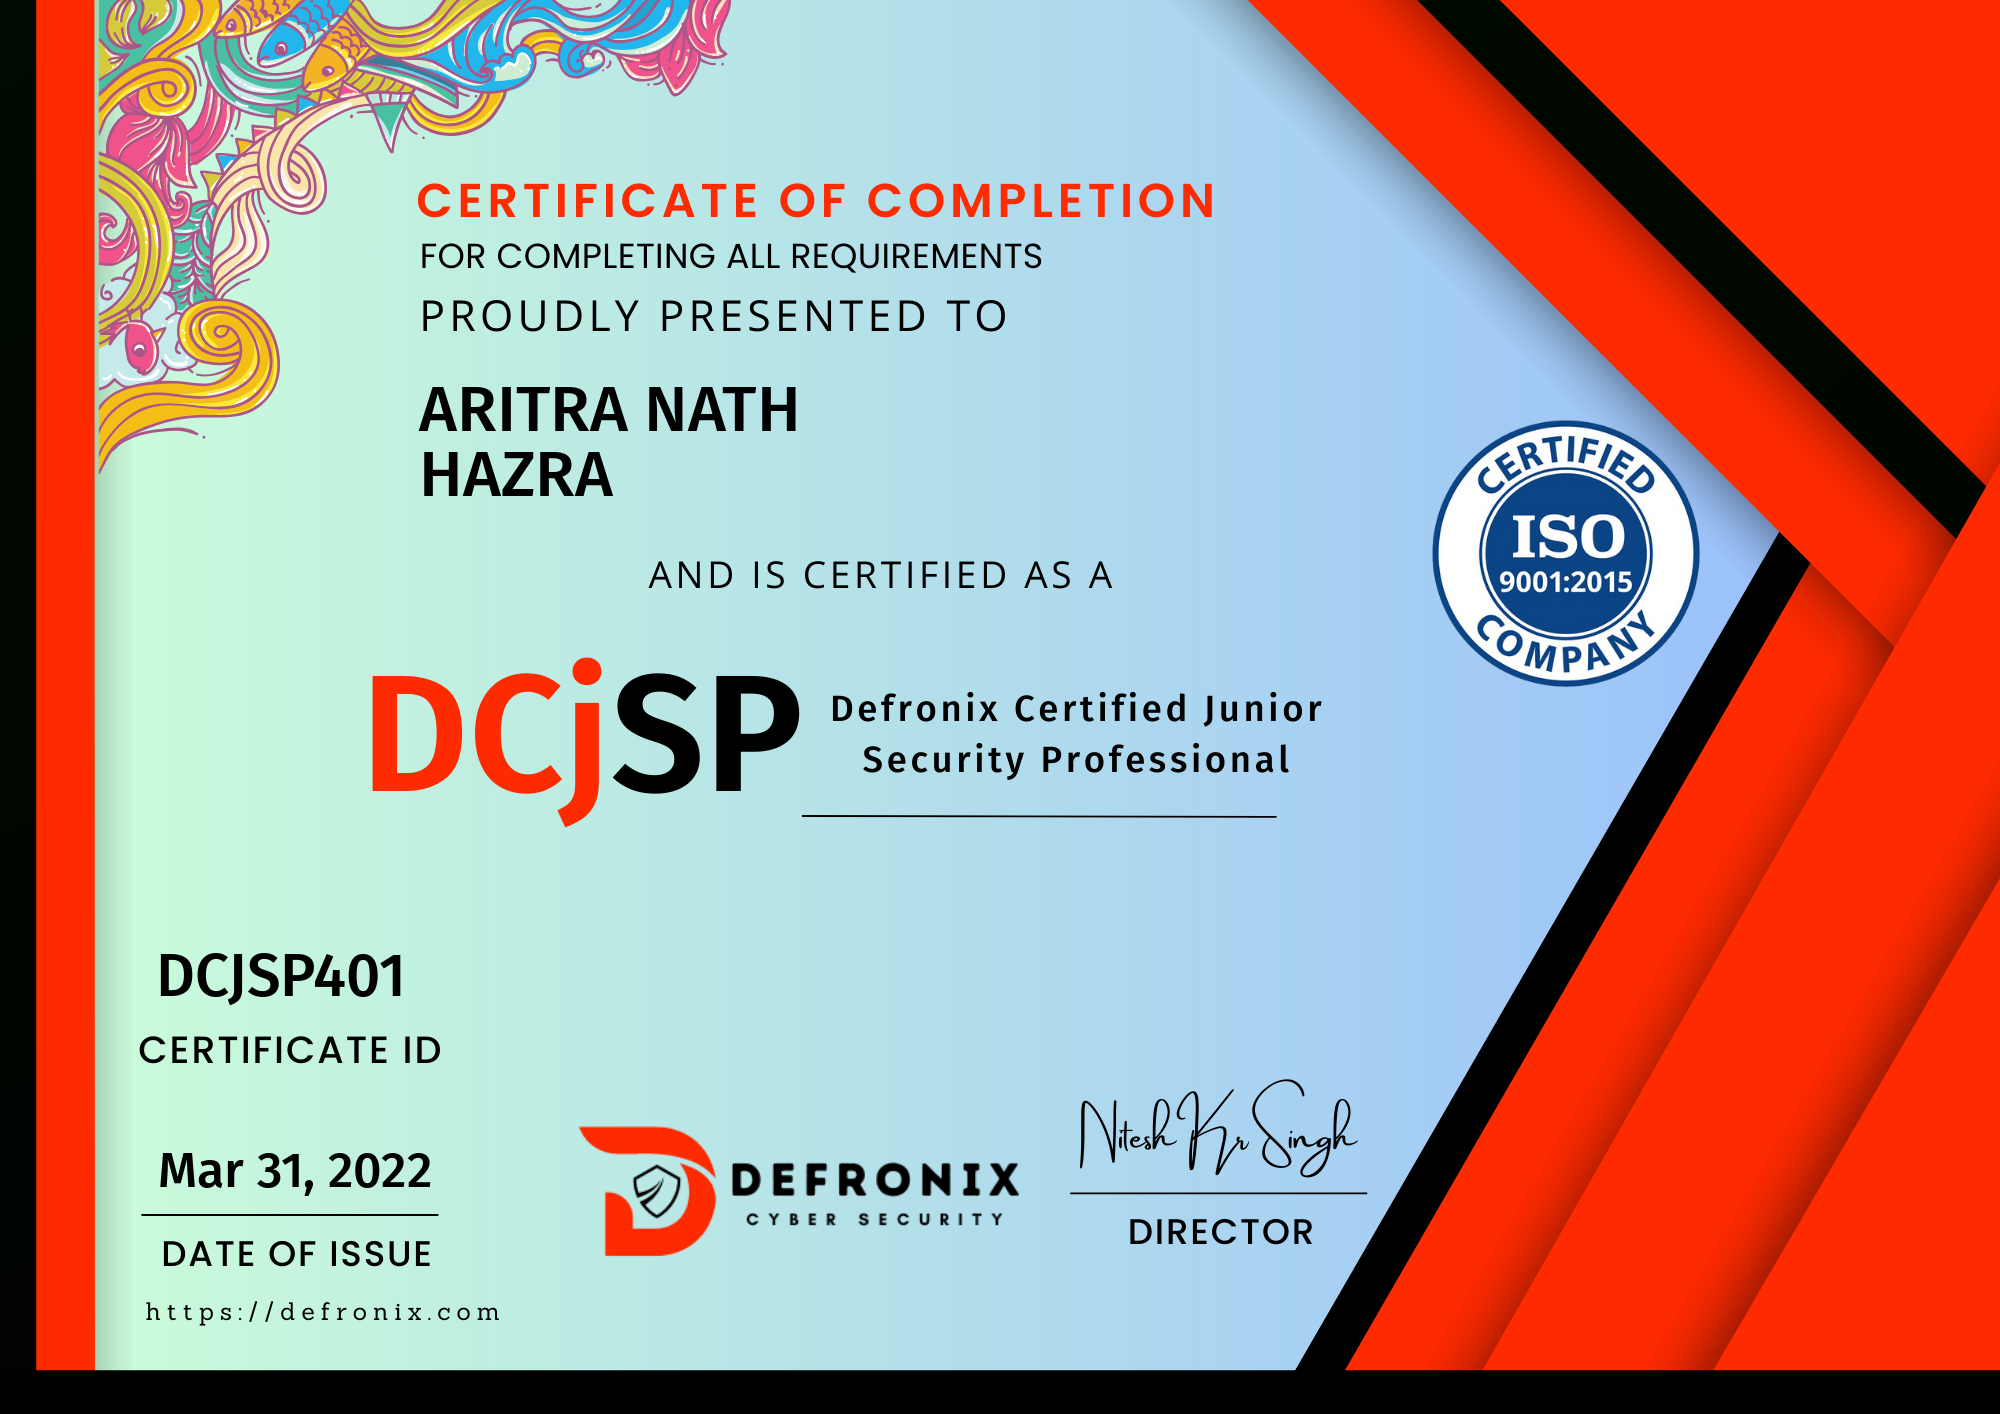 CERTIFICATE OF COMPLETION
FOR COMPLETING ALL REQUIREMENTS
PROUDLY PRESENTED TO
ARITRA NATH
HAZRA
CERTIFIED
ISO
9001:2015
COMPANY
AND IS CERTIFIED AS A
DCjSP
Defronix Certified Junior
Security Professional
DCJSP401
CERTIFICATE ID
Mar 31, 2022
DATE OF ISSUE
https://defronix.com
DEFRONIX
CYBER SECURITY
Nitesh Kr Singh
DIRECTOR